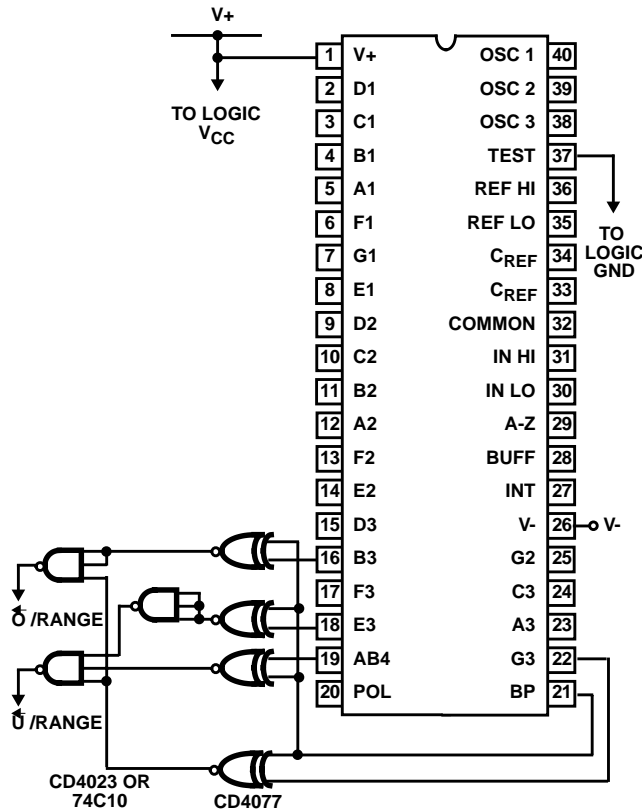 V+
1 V+ OSC 1 40
2 D1 OSC 2 39
TO LOGIC
VCC
3 C1 OSC 3 38
4 B1 TEST 37
5 A1 REF HI 36
6 F1 REF LO 35
TO
LOGIC
GND
7 G1 CREF 34
8 E1 CREF 33
9 D2 COMMON 32
10 C2 IN HI 31
11 B2 IN LO 30
12 A2 A-Z 29
13 F2 BUFF 28
14 E2 INT 27
15 D3 V- 26 V-
16 B3 G2 25
17 F3 C3 24
O /RANGE
18 E3 A3 23
19 AB4 G3 22
20 POL BP 21
U /RANGE
CD4023 OR
74C10
CD4077